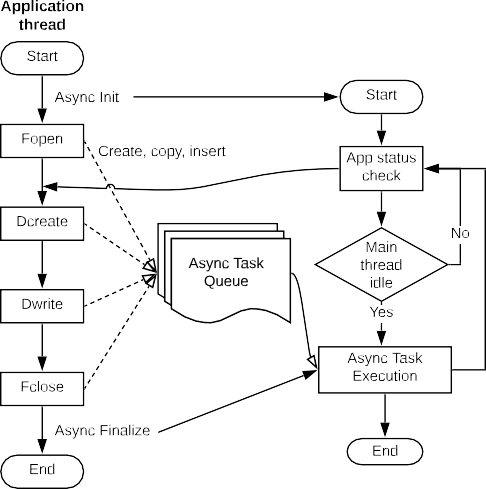 Application
thread
Start
Async Init
Start
Fopen
Create, copy, insert
App status
check
Dcreate
No
Main
thread
idle
Async Task
Queue
Dwrite
Yes
Async Task
Execution
Fclose
Async Finalize
End
End